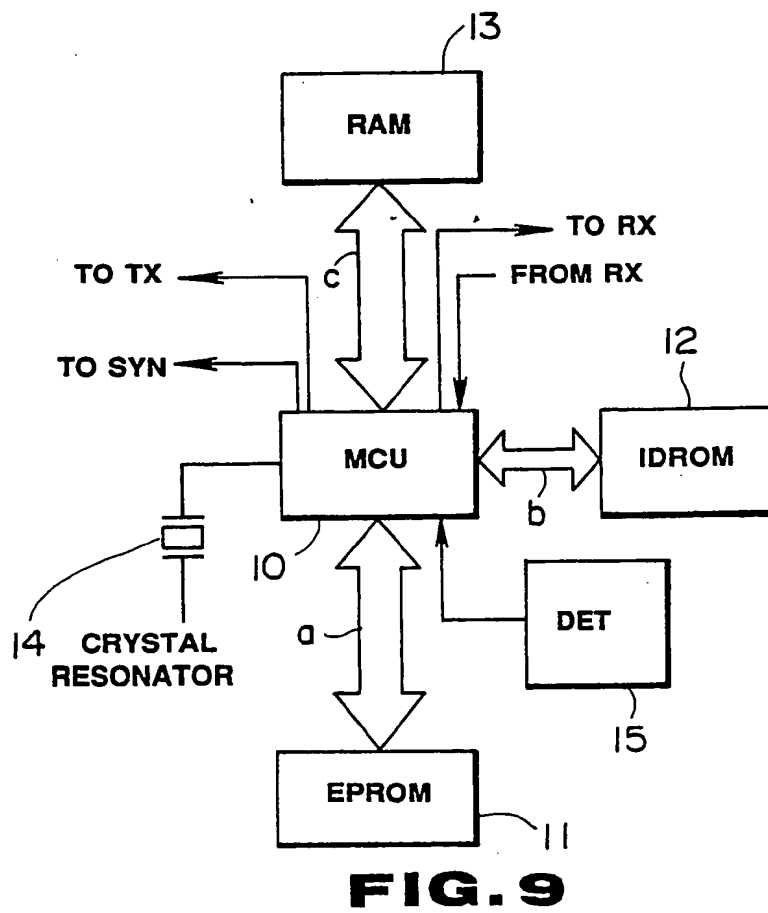 13
RAM
TO RX
c
TO TX
FROM RX
TO SYN
12
MCU
IDROM
b
10
a
DET
14
CRYSTAL
RESONATOR
15
EPROM
11
FIG. 9